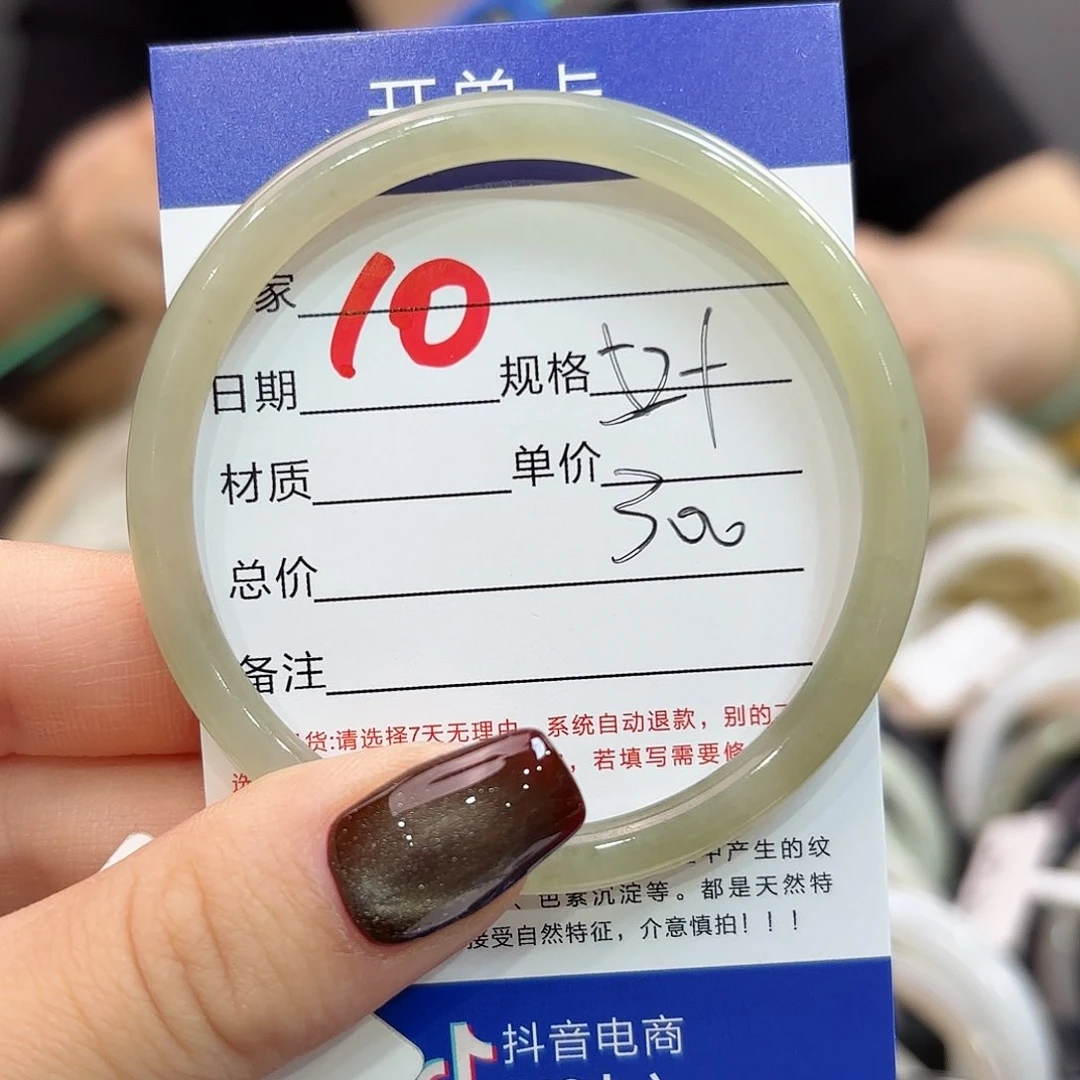 开单卡
家 10
日期 规格
材质 单价
300
总价
备注
货:请选择7天无理由 系统自动退款，别的
，若填写需要修
中产生的纹
、色素沉淀等。都是天然特
接受自然特征，介意慎拍！！！
抖音电商